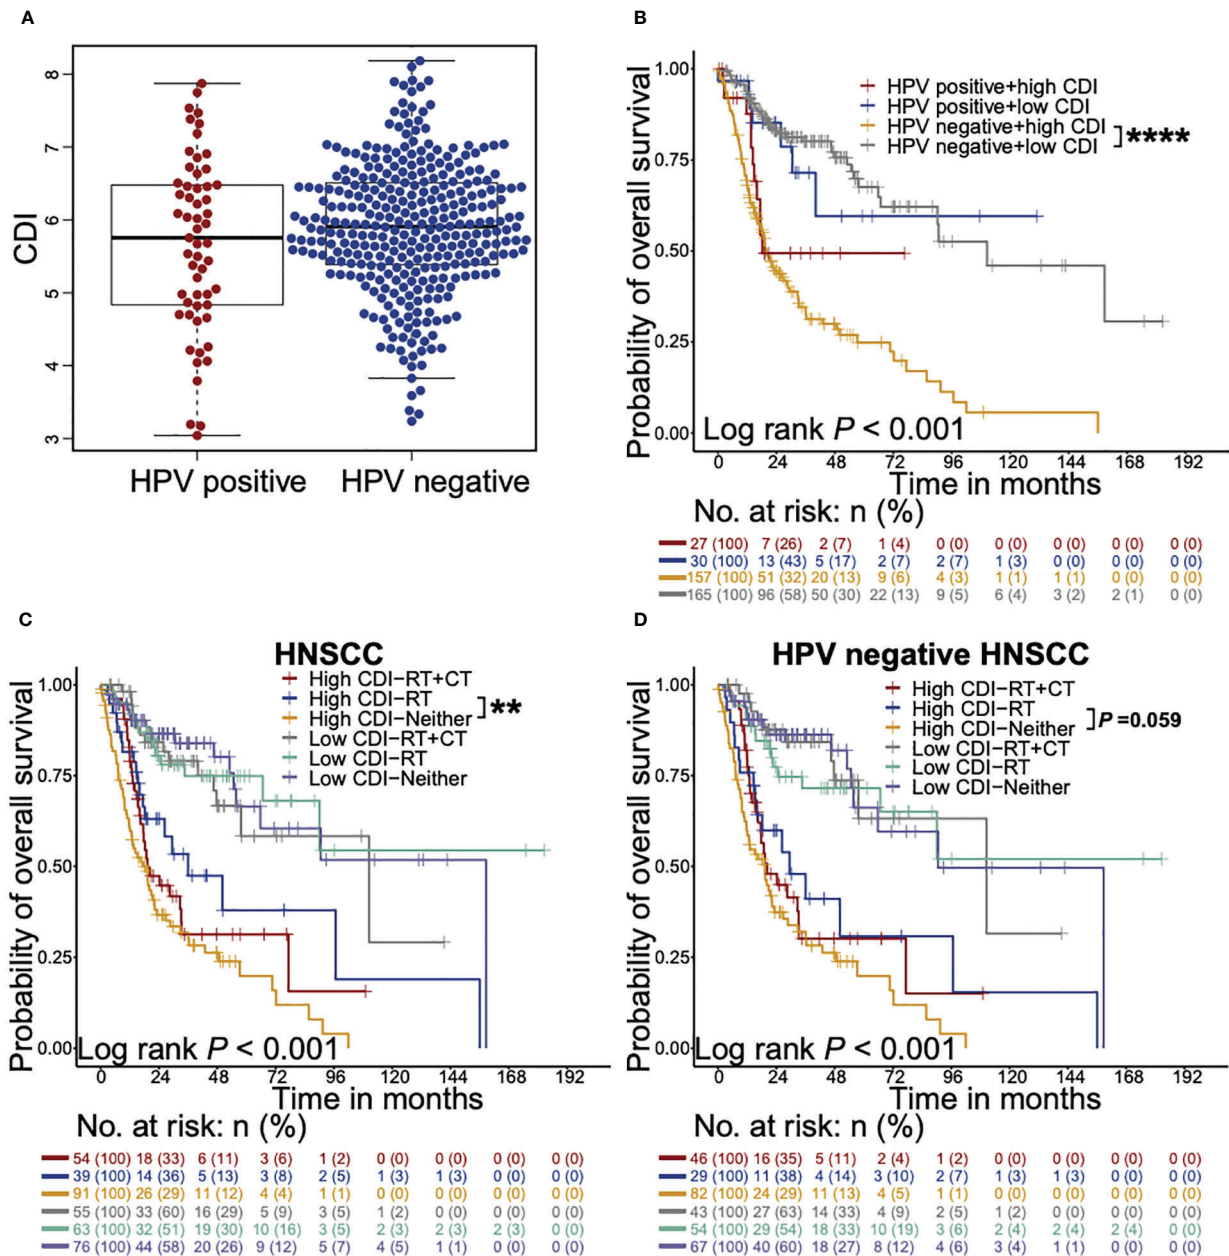 A
CDI
8
7
6
5
4
3
HPV positive HPV negative
B
Probability of overall survival
1.00
0.75
0.50
0.25
0.00
HPV positive+high CDI
HPV positive+low CDI
HPV negative+high CDI
HPV negative+low CDI
****
Log rank P < 0.001
0 24 48 72 96 120 144 168 192
Time in months
No. at risk: n (%)
27 (100) 7 (26) 2 (7) 1 (4) 0 (0) 0 (0) 0 (0) 0 (0) 0 (0)
30 (100) 13 (43) 5 (17) 2 (7) 2 (7) 1 (3) 0 (0) 0 (0) 0 (0)
157 (100) 51 (32) 20 (13) 9 (6) 4 (3) 1 (1) 1 (1) 0 (0) 0 (0)
165 (100) 96 (58) 50 (30) 22 (13) 9 (5) 6 (4) 3 (2) 2 (1) 0 (0)
C
HNSCC
Probability of overall survival
1.00
0.75
0.50
0.25
0.00
High CDI−RT+CT
High CDI−RT
High CDI−Neither
Low CDI−RT+CT
Low CDI−RT
Low CDI−Neither
**
Log rank P < 0.001
0 24 48 72 96 120 144 168 192
Time in months
No. at risk: n (%)
54 (100) 18 (33) 6 (11) 3 (6) 1 (2) 0 (0) 0 (0) 0 (0) 0 (0)
39 (100) 14 (36) 5 (13) 3 (8) 2 (5) 1 (3) 1 (3) 0 (0) 0 (0)
91 (100) 26 (29) 11 (12) 4 (4) 1 (1) 0 (0) 0 (0) 0 (0) 0 (0)
55 (100) 33 (60) 16 (29) 5 (9) 3 (5) 1 (2) 0 (0) 0 (0) 0 (0)
63 (100) 32 (51) 19 (30) 10 (16) 3 (5) 2 (3) 2 (3) 2 (3) 0 (0)
76 (100) 44 (58) 20 (26) 9 (12) 5 (7) 4 (5) 1 (1) 0 (0) 0 (0)
D
HPV negative HNSCC
Probability of overall survival
1.00
0.75
0.50
0.25
0.00
High CDI−RT+CT
High CDI−RT
High CDI−Neither
Low CDI−RT+CT
Low CDI−RT
Low CDI−Neither
P =0.059
Log rank P < 0.001
0 24 48 72 96 120 144 168 192
Time in months
No. at risk: n (%)
46 (100) 16 (35) 5 (11) 2 (4) 1 (2) 0 (0) 0 (0) 0 (0) 0 (0)
29 (100) 11 (38) 4 (14) 3 (10) 2 (7) 1 (3) 1 (3) 0 (0) 0 (0)
82 (100) 24 (29) 11 (13) 4 (5) 1 (1) 0 (0) 0 (0) 0 (0) 0 (0)
43 (100) 27 (63) 14 (33) 4 (9) 2 (5) 1 (2) 0 (0) 0 (0) 0 (0)
54 (100) 29 (54) 18 (33) 10 (19) 3 (6) 2 (4) 2 (4) 2 (4) 0 (0)
67 (100) 40 (60) 18 (27) 8 (12) 4 (6) 3 (4) 1 (1) 0 (0) 0 (0)